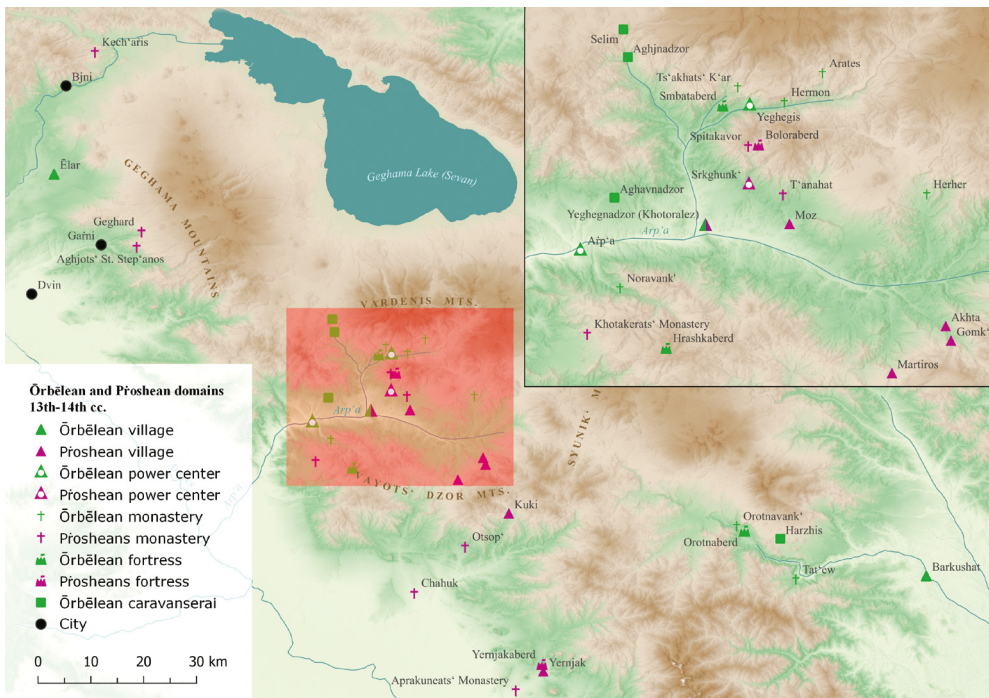 Kech‘aris
Bjni
Ēlar
GEGHAMA MOUNTAINS
Geghard
Gaṙni
Aghjots‘ St. Step‘anos
Dvin
Geghama Lake (Sevan)
VARDENIS MTS.
Arp‘a
VAYOTS‘ DZOR MTS.
SYUNIK‘ M
Kuki
Otsop‘
Chahuk
Yernjakaberd
Yernjak
Aprakuneats‘ Monastery
Orotnavank‘
Orotnaberd
Harzhis
Tat‘ew
Barkushat
Arp‘a
Selim
Aghjnadzor
Arates
Ts‘akhats‘ K‘ar
Smbataberd
Hermon
Yeghegis
Spitakavor
Boloraberd
Srkghunk‘
T‘anahat
Herher
Aghavnadzor
Yeghegnadzor (Khotoralez)
Moz
Arp‘a
Aṙp‘a
Noravank'
Khotakerats‘ Monastery
Hrashkaberd
Akhta
Gomk‘
Martiros
Ōrbēlean and Pṙoshean domains
13th-14th cc.
Ōrbēlean village
Pṙoshean village
Ōrbēlean power center
Pṙoshean power center
Ōrbēlean monastery
Pṙosheans monastery
Ōrbēlean fortress
Pṙosheans fortress
Ōrbēlean caravanserai
City
0 10 20 30 km